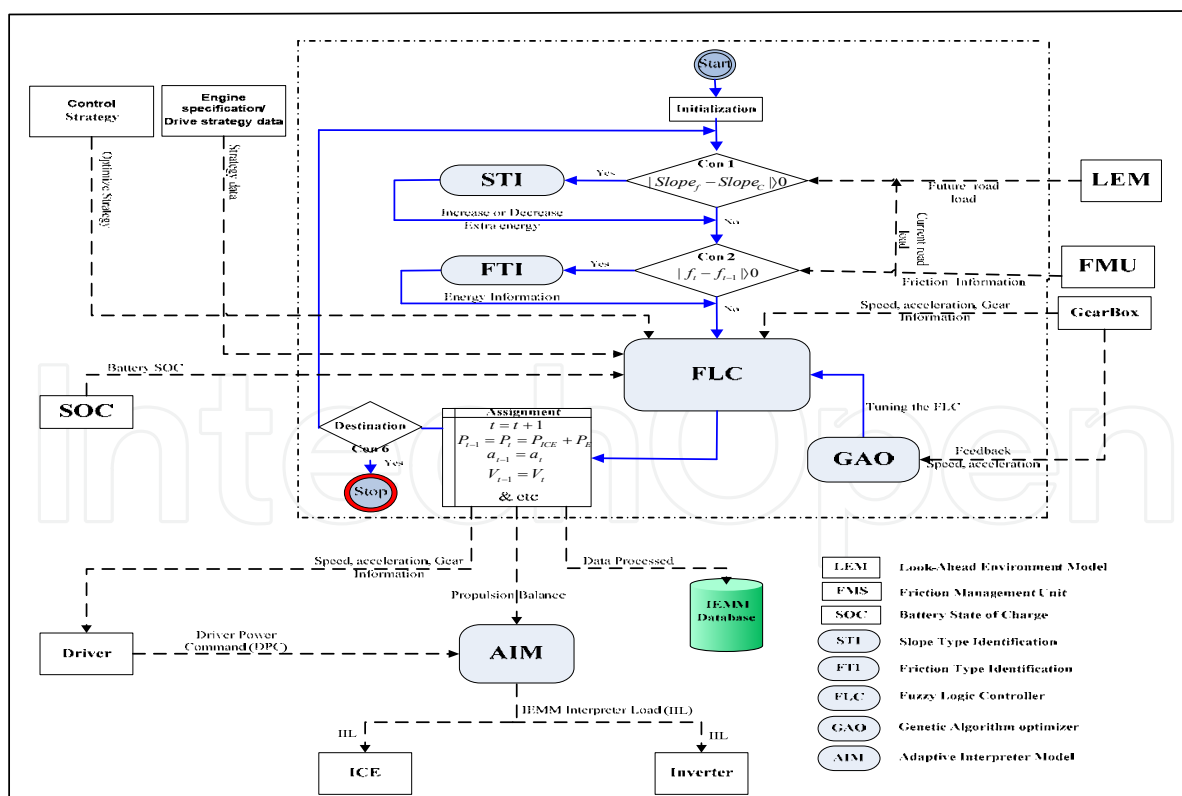 Start
Control
Strategy
Engine
specification/
Drive strategy data
Initialization
Optimize Strategy
Strategy data
Con 1
|Slope_f − Slope_C|⟩0
Yes
STI
Increase or Decrease
Extra energy
No
Future road
load
LEM
Current road
load
Con 2
|f_t − f_{t−1}|⟩0
Yes
FTI
Energy Information
No
Friction Information
FMU
Speed, acceleration, Gear
Information
GearBox
FLC
Battery SOC
SOC
Tuning the FLC
GAO
Feedback
Speed, acceleration
Destination
Con 6
Yes
Stop
Assignment
t = t + 1
P_{t−1} = P_t = P_{ICE} + P_E
a_{t−1} = a_t
V_{t−1} = V_t
& etc
IntechOpen
Speed, acceleration, Gear
Information
Propulsion Balance
Data Processed
IEMM
Database
Driver
Driver Power
Command (DPC)
AIM
IEMM Interpreter Load (IIL)
IIL
IIL
ICE
Inverter
LEM Look-Ahead Environment Model
FMS Friction Management Unit
SOC Battery State of Charge
STI Slope Type Identification
FTI Friction Type Identification
FLC Fuzzy Logic Controller
GAO Genetic Algorithm optimizer
AIM Adaptive Interpreter Model